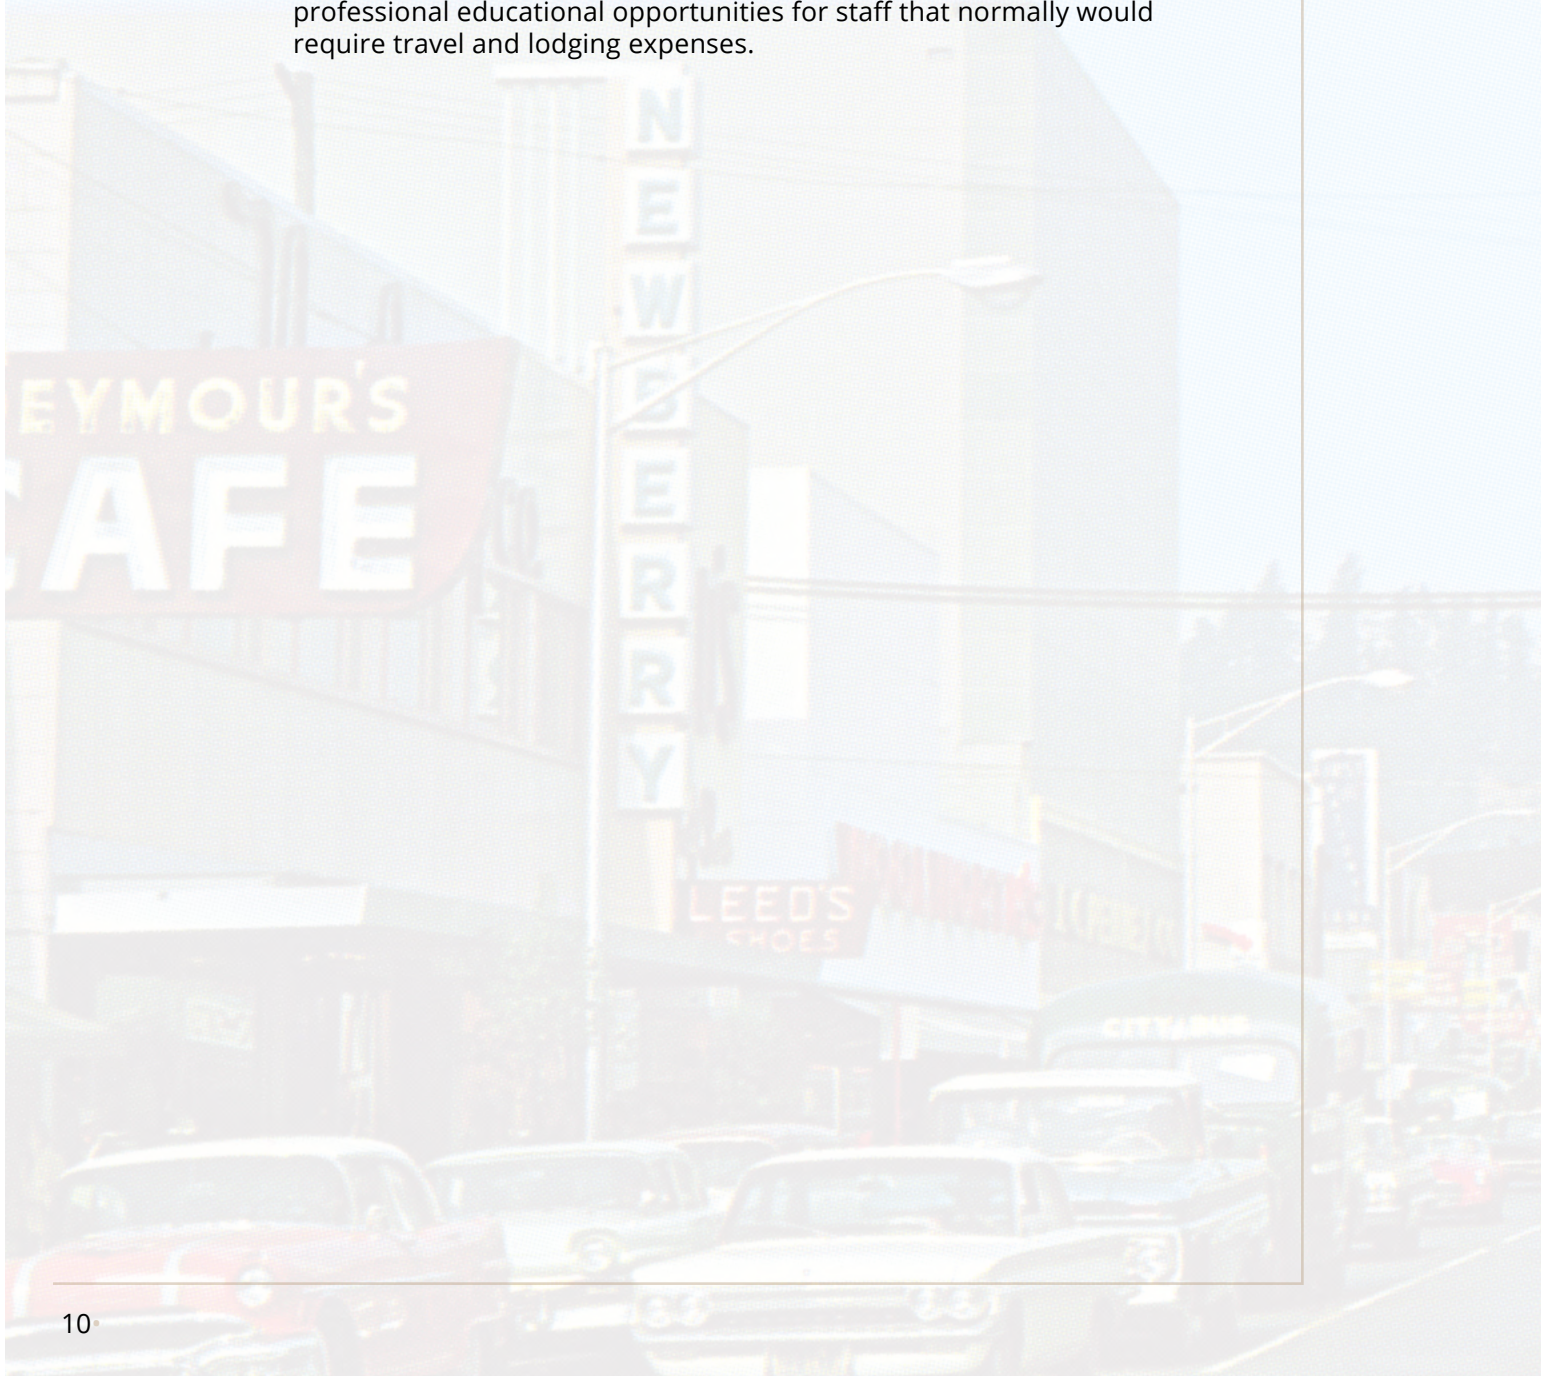 professional educational opportunities for staff that normally would
require travel and lodging expenses.
NEWBERRY
EYMOUR'S
CAFE
LEED'S
SHOES
CITY BUS
10